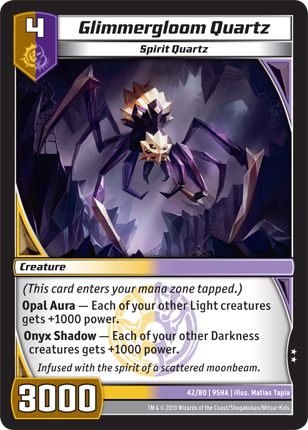 4
Glimmergloom Quartz
Spirit Quartz
Creature
(This card enters your mana zone tapped.)
Opal Aura — Each of your other Light creatures
gets +1000 power.
Onyx Shadow — Each of your other Darkness
creatures gets +1000 power.
Infused with the spirit of a scattered moonbeam.
3000
42/80 | 9SHA | Illus. Matias Tapia
TM & © 2013 Wizards of the Coast/Shogakukan/Mitsui-Kids.